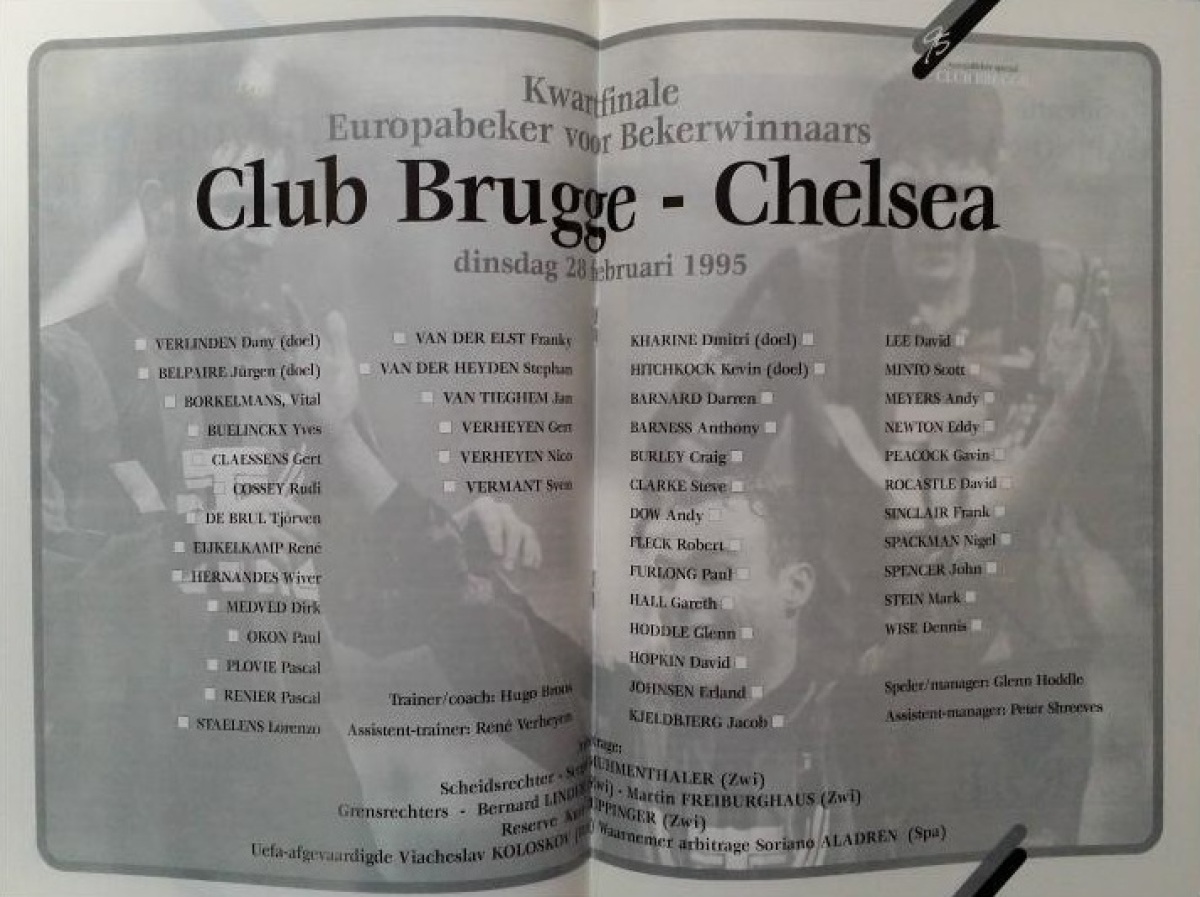 95
CLUB BRUGGE
Kwartfinale
Europabeker voor Bekerwinnaars
Club Brugge - Chelsea
dinsdag 28 februari 1995
VERLINDEN Dany (doel)
BELPAIRE Jürgen (doel)
BORKELMANS, Vital
BUELINCKX Yves
CLAESSENS Gert
COSSEY Rudi
DE BRUL Tjörven
EIJKELKAMP René
HERNANDES Wiver
MEDVED Dirk
OKON Paul
PLOVIE Pascal
RENIER Pascal
STAELENS Lorenzo
VAN DER ELST Franky
VAN DER HEYDEN Stephan
VAN TIEGHEM Jan
VERHEYEN Gert
VERHEYEN Nico
VERMANT Sven
Trainer/coach: Hugo Broos
Assistent-trainer: René Verheyen
KHARINE Dmitri (doel)
HITCHKOCK Kevin (doel)
BARNARD Darren
BARNESS Anthony
BURLEY Craig
CLARKE Steve
DOW Andy
FLECK Robert
FURLONG Paul
HALL Gareth
HODDLE Glenn
HOPKIN David
JOHNSEN Erland
KJELDBJERG Jacob
LEE David
MINTO Scott
MEYERS Andy
NEWTON Eddy
PEACOCK Gavin
ROCASTLE David
SINCLAIR Frank
SPACKMAN Nigel
SPENCER John
STEIN Mark
WISE Dennis
Speler/manager: Glenn Hoddle
Assistent-manager: Peter Shreeves
Scheidsrechter - MUHMENTHALER (Zwi)
Grensrechters - Bernard - Martin FREIBURGHAUS (Zwi)
Reserve (Zwi)
Uefa-afgevaardigde Viacheslav KOLOSKOV Waarnemer arbitrage Soriano ALADREN (Spa)